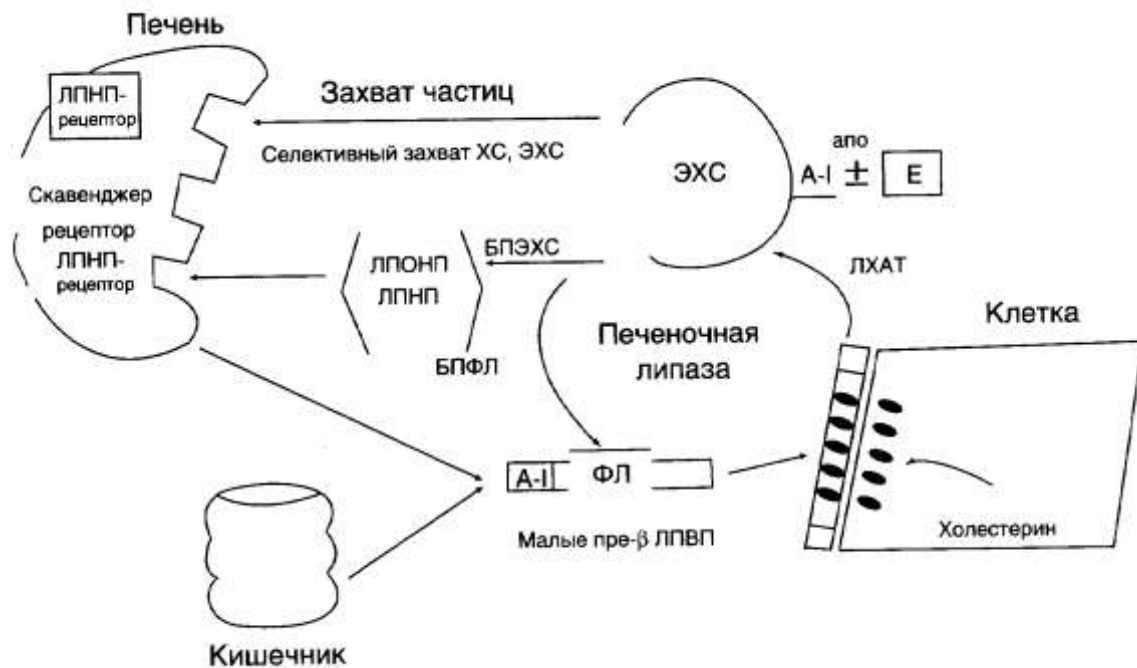 Печень
ЛПНП-
рецептор
Захват частиц
Селективный захват ХС, ЭХС
Скавенджер
рецептор
ЛПНП-
рецептор
ЭХС
апо
A-I ± E
ЛПОНП
ЛПНП
БПЭХС
БПФЛ
ЛХАТ
Печеночная
липаза
Клетка
A-I ФЛ
Малые пре-β ЛПВП
Холестерин
Кишечник